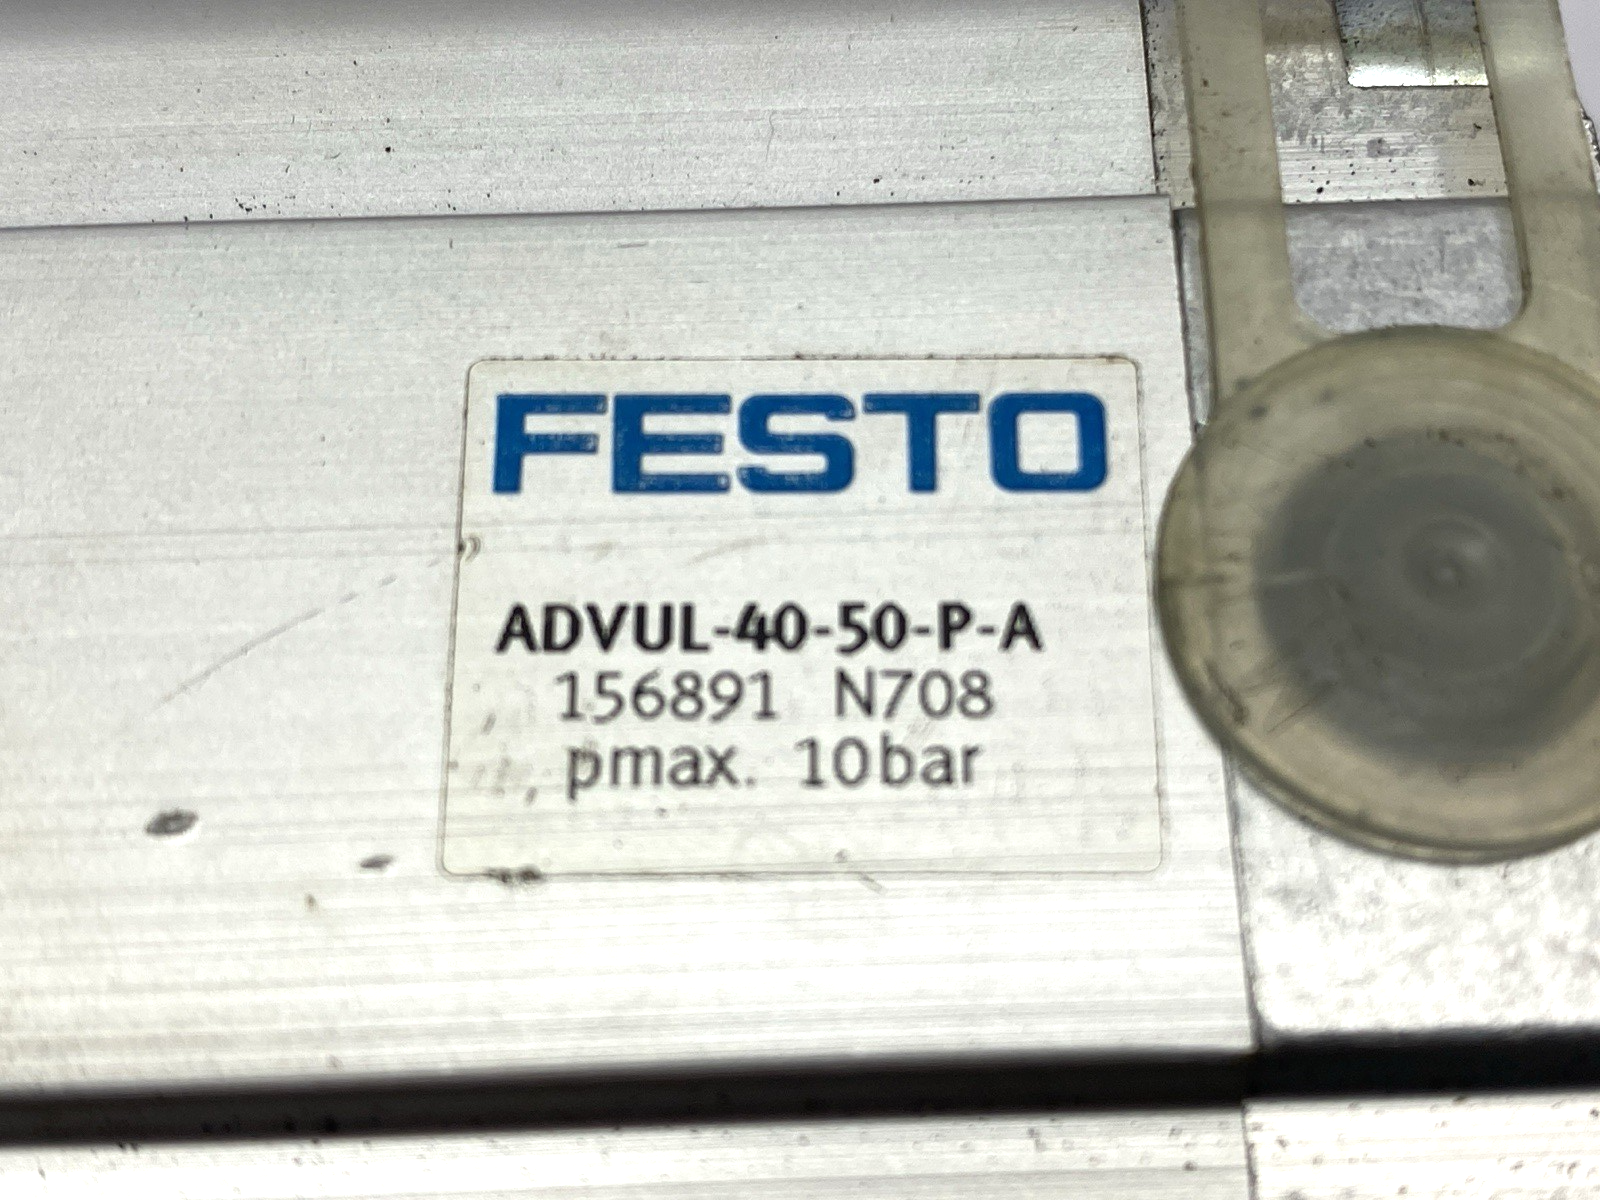 FESTO
ADVUL-40-50-P-A
156891 N708
pmax. 10bar